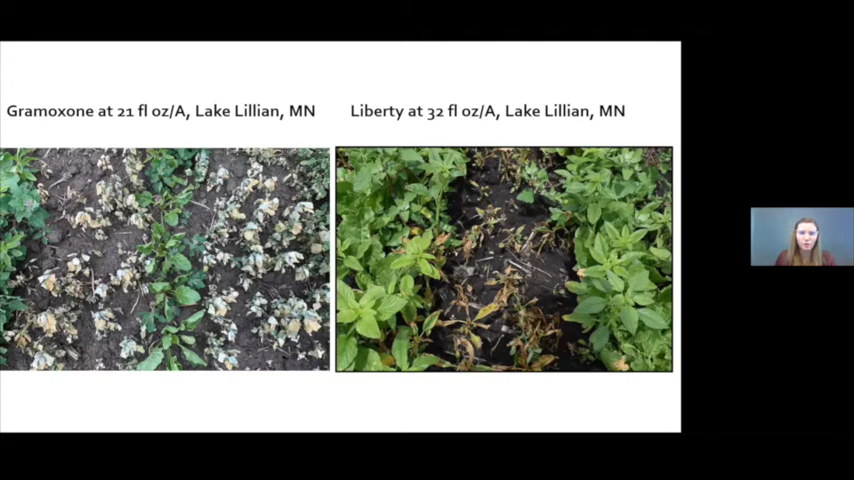 Gramoxone at 21 fl oz/A, Lake Lillian, MN
Liberty at 32 fl oz/A, Lake Lillian, MN